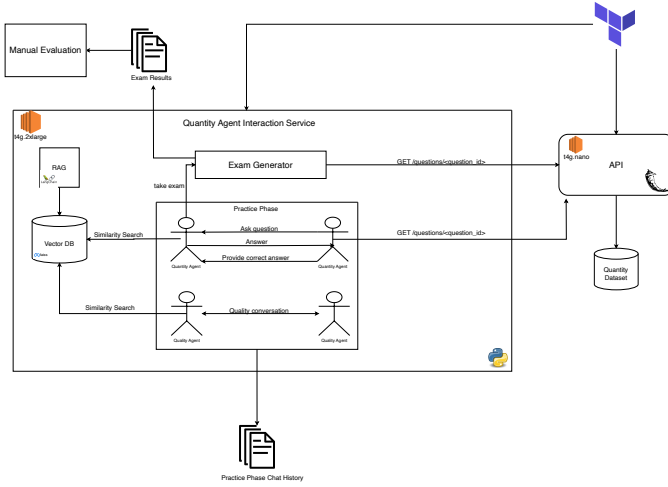 Manual Evaluation
Exam Results
t4g.2xlarge
Quantity Agent Interaction Service
t4g.nano
RAG
LangChain
Exam Generator
GET /questions/<question_id>
API
take exam
Practice Phase
Vector DB
Similarity Search
Ask question
Answer
Provide correct answer
Quantity Agent
Quantity Agent
GET /questions/<question_id>
Quantity
Dataset
Similarity Search
Quality conversation
Quality Agent
Quality Agent
Practice Phase Chat History